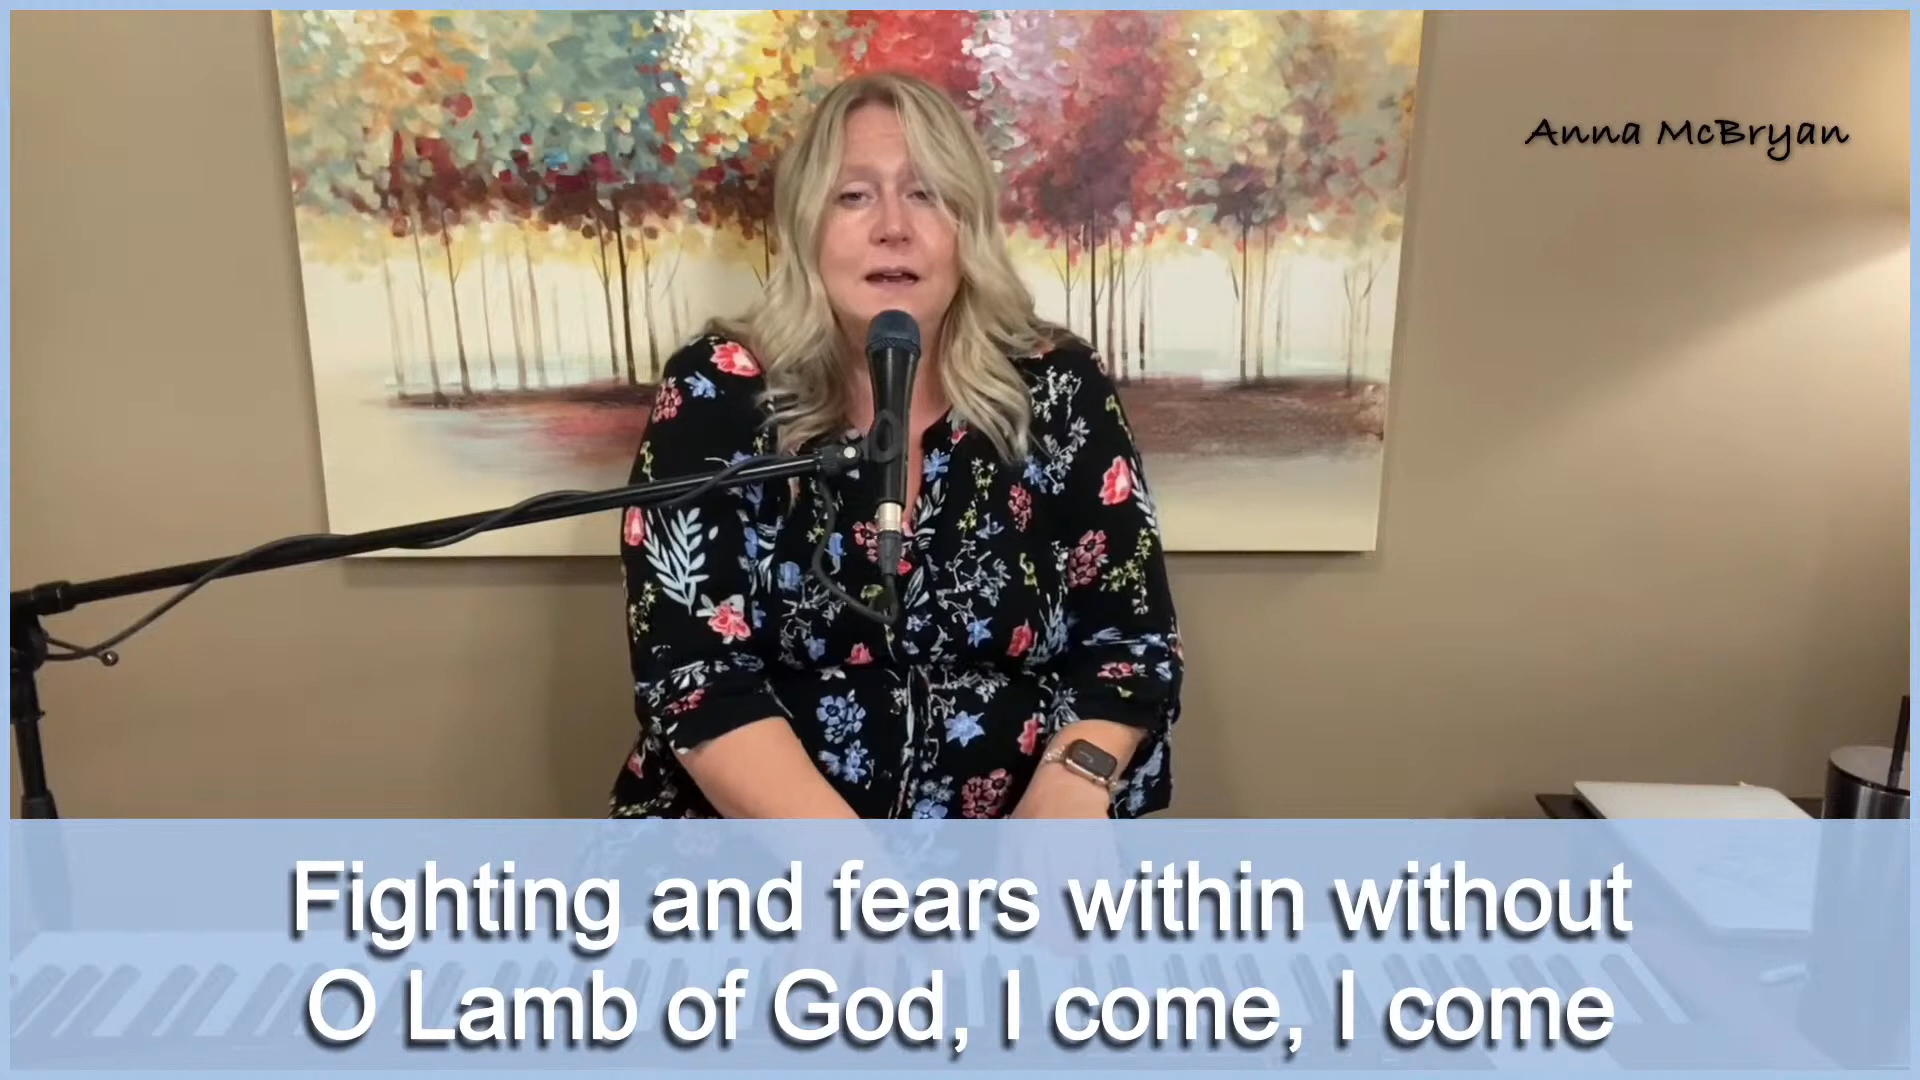 Anna McBryan
Fighting and fears within without
O Lamb of God, I come, I come